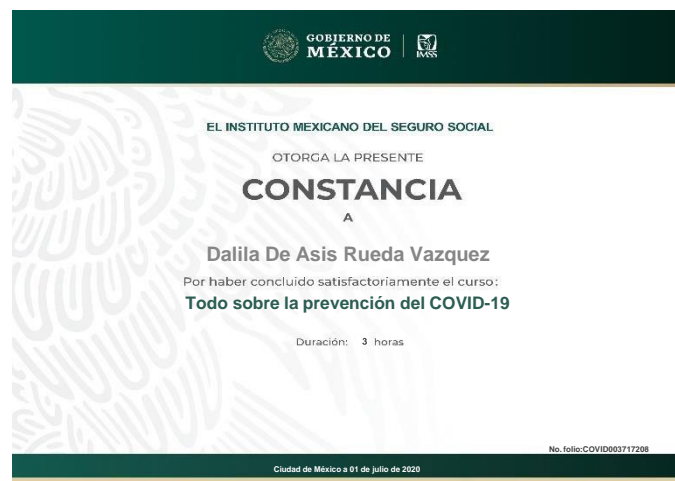 GOBIERNO DE
MÉXICO
IMSS
EL INSTITUTO MEXICANO DEL SEGURO SOCIAL
OTORGA LA PRESENTE
CONSTANCIA
A
Dalila De Asis Rueda Vazquez
Por haber concluido satisfactoriamente el curso:
Todo sobre la prevención del COVID-19
Duración: 3 horas
No. folio:COVID003717208
Ciudad de México a 01 de julio de 2020